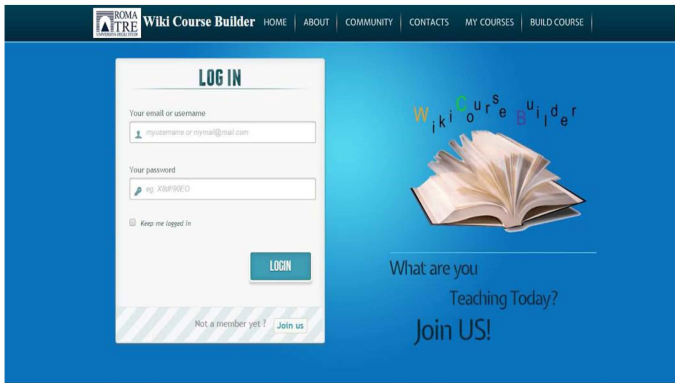 ROMA
TRE
Wiki Course Builder HOME ABOUT COMMUNITY CONTACTS MY COURSES BUILD COURSE
LOG IN
Your email or username
myusername or mymail@mail.com
Your password
eg.
Keep me logged in
LOGIN
Not a member yet ? Join us
Wiki Course Builder
What are you
Teaching Today?
Join US!